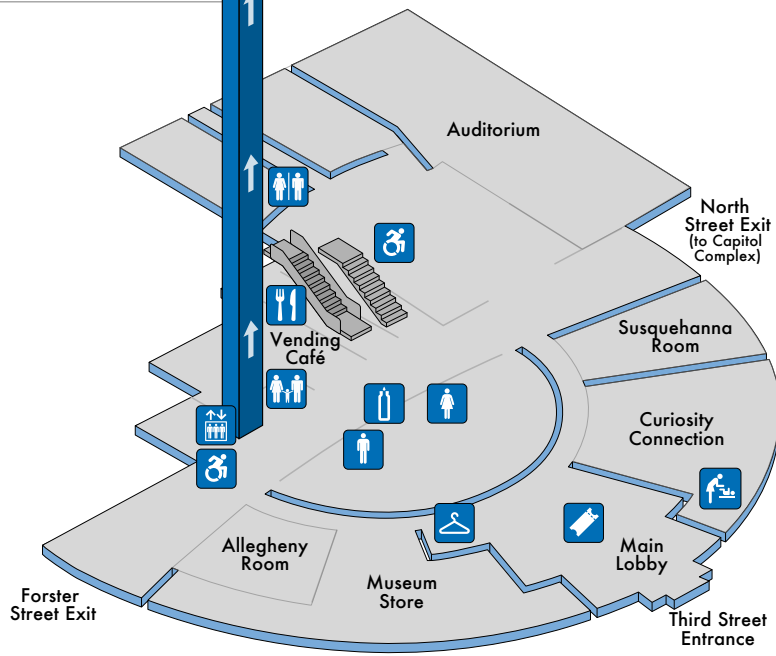 Auditorium
North
Street Exit
(to Capitol
Complex)
Susquehanna
Room
Vending
Café
Curiosity
Connection
Allegheny
Room
Main
Lobby
Museum
Store
Forster
Street Exit
Third Street
Entrance